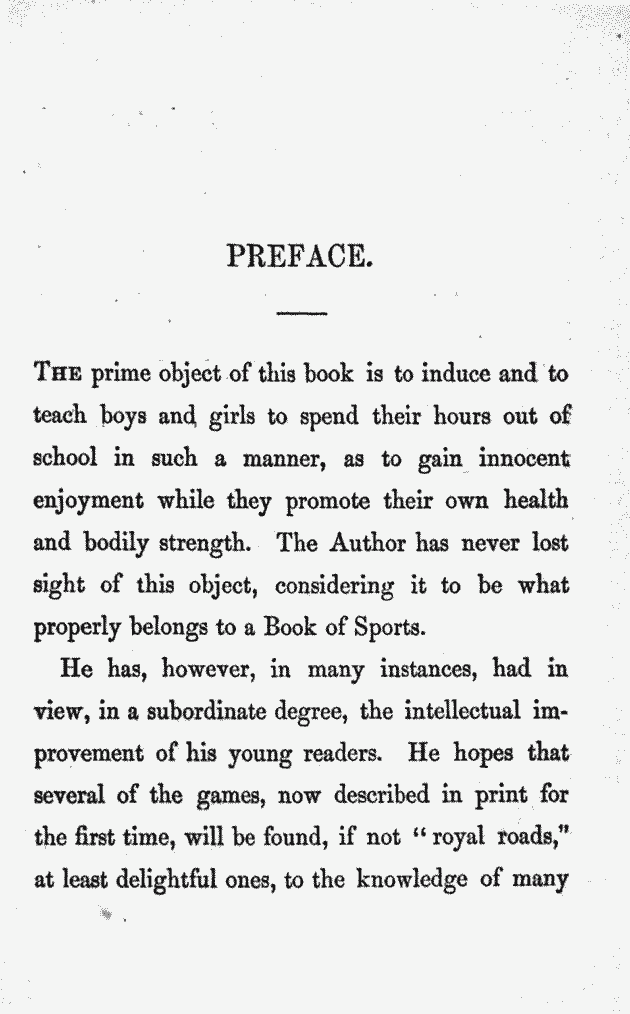 PREFACE.
THE prime object of this book is to induce and to
teach boys and girls to spend their hours out of
school in such a manner, as to gain innocent
enjoyment while they promote their own health
and bodily strength. The Author has never lost
sight of this object, considering it to be what
properly belongs to a Book of Sports.
He has, however, in many instances, had in
view, in a subordinate degree, the intellectual im-
provement of his young readers. He hopes that
several of the games, now described in print for
the first time, will be found, if not "royal roads,"
at least delightful ones, to the knowledge of many